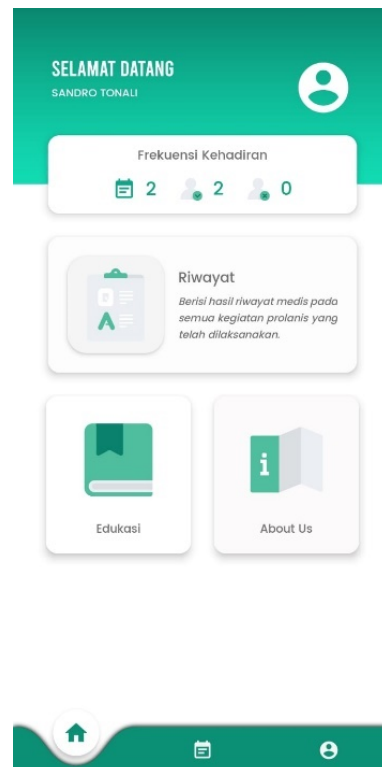 SELAMAT DATANG
SANDRO TONALI
Frekuensi Kehadiran
2 2 0
Riwayat
Berisi hasil riwayat medis pada
semua kegiatan prolanis yang
telah dilaksanakan.
Q
A
i
Edukasi
About Us